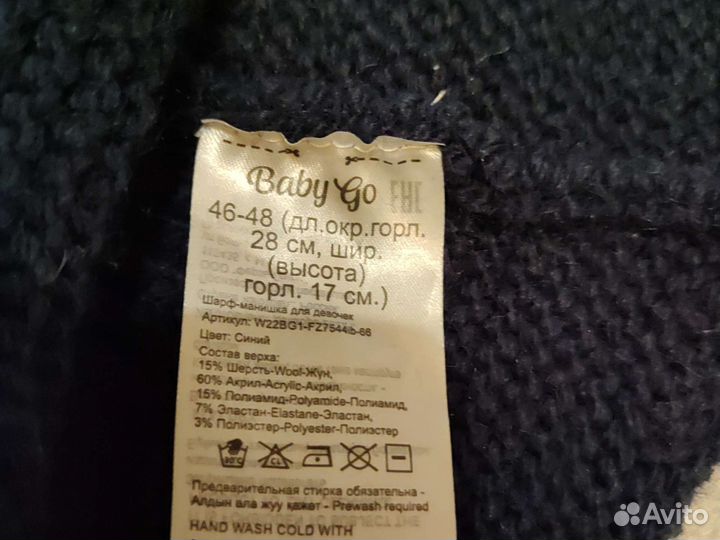 Baby Go EAC
46-48 (дл.окр.горл.
28 см, шир.
(высота)
горл. 17 см.)
Шарф-манишка для девочек
Артикул: W22BG1-FZ7544ib-66
Цвет: Синий
Состав верха:
15% Шерсть-Wool-Жүн,
60% Акрил-Acrylic-Акрил,
15% Полиамид-Polyamide-Полиамид,
7% Эластан-Elastane-Эластан,
3% Полиэстер-Polyester-Полиэстер
30°C CL
Предварительная стирка обязательна -
Алдын ала жуу қажет - Prewash required
HAND WASH COLD WITH
Avito